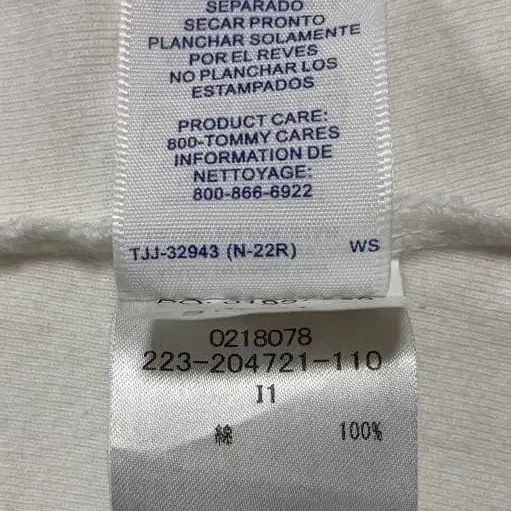 SEPARADO
SECAR PRONTO
PLANCHAR SOLAMENTE
POR EL REVES
NO PLANCHAR LOS
ESTAMPADOS
PRODUCT CARE:
800-TOMMY CARES
INFORMATION DE
NETTOYAGE:
800-866-6922
TJJ-32943 (N-22R) WS
0218078
223-204721-110
I1
綿 100%